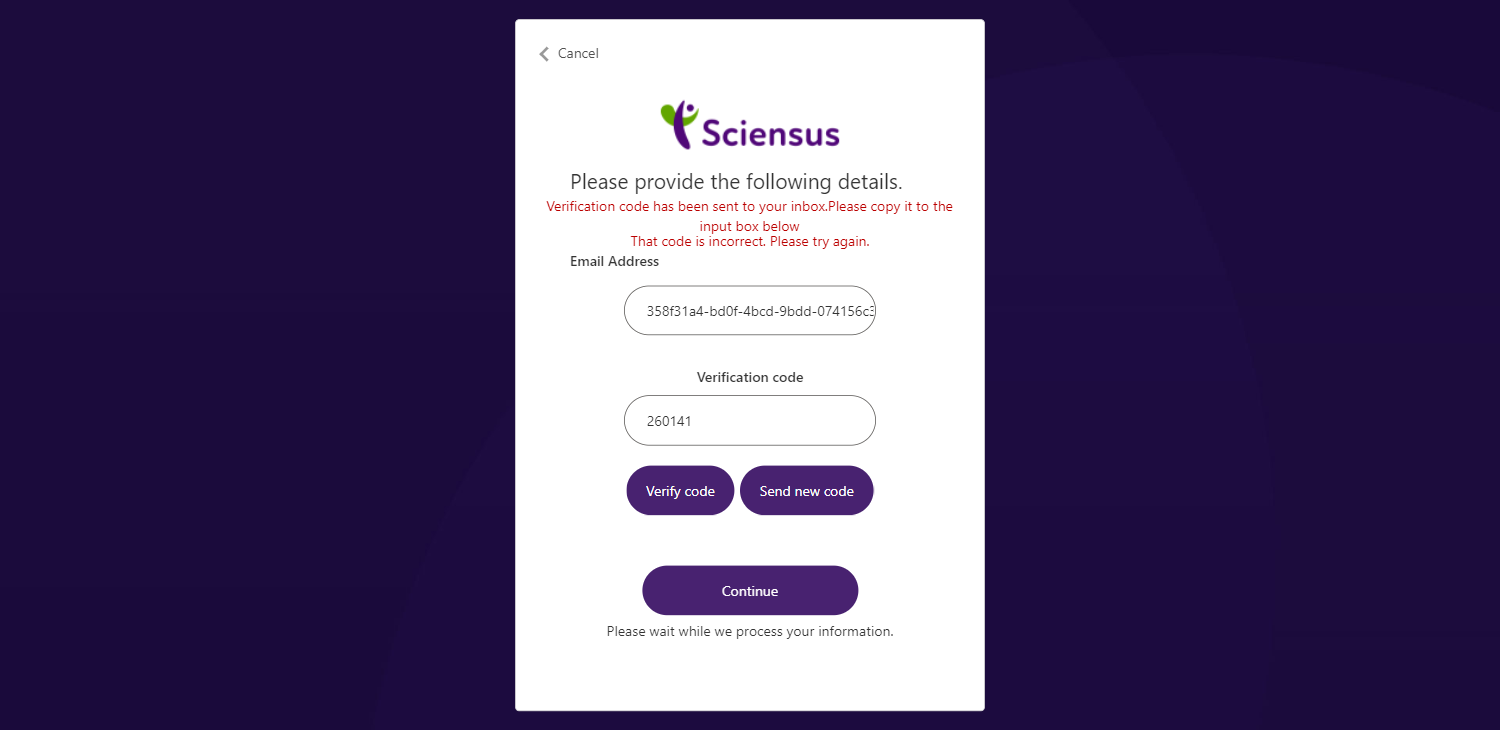 Cancel
Sciensus
Please provide the following details.
Verification code has been sent to your inbox.Please copy it to the
input box below
That code is incorrect. Please try again.
Email Address
358f31a4-bd0f-4bcd-9bdd-074156c3
Verification code
260141
Verify code Send new code
Continue
Please wait while we process your information.